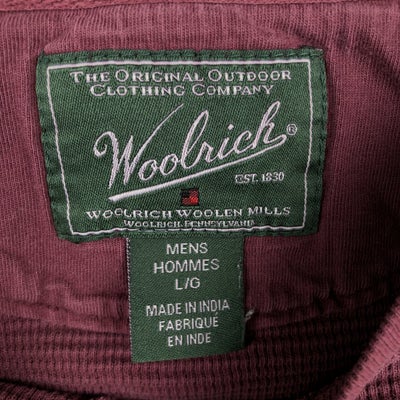 THE ORIGINAL OUTDOOR
CLOTHING COMPANY
Woolrich®
EST. 1830
WOOLRICH WOOLEN MILLS
WOOLRICH, PENNSYLVANIA
MENS
HOMMES
L/G
MADE IN INDIA
FABRIQUE
EN INDE